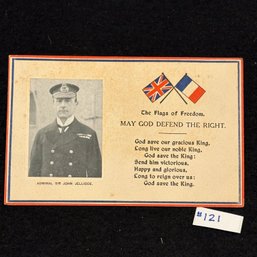 The Flags of Freedom.
MAY GOD DEFEND THE RIGHT.
God save our gracious King,
Long live our noble King,
God save the King:
Send him victorious,
Happy and glorious,
Long to reign over us:
God save the King.
ADMIRAL SIR JOHN JELLICOE.
#121